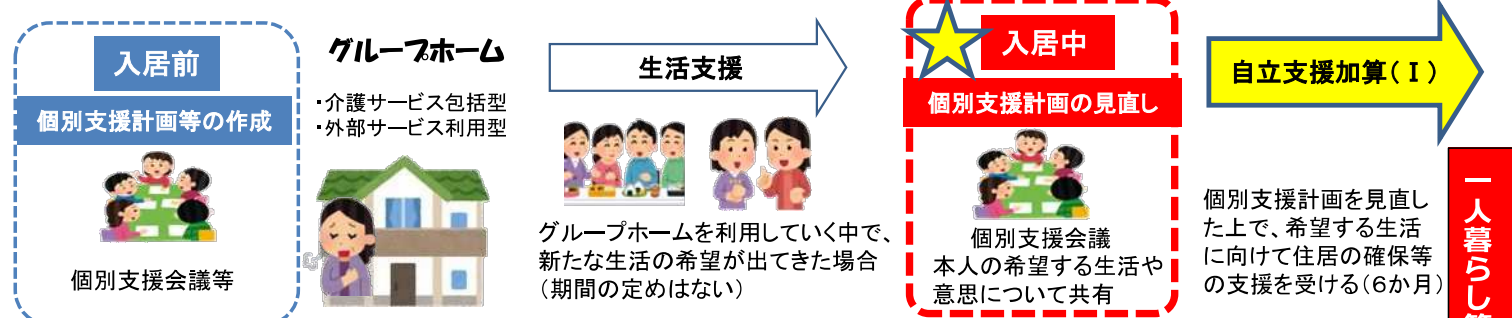 入居前
個別支援計画等の作成
個別支援会議等
グループホーム
・介護サービス包括型
・外部サービス利用型
生活支援
グループホームを利用していく中で、
新たな生活の希望が出てきた場合
(期間の定めはない)
入居中
個別支援計画の見直し
個別支援会議
本人の希望する生活や
意思について共有
自立支援加算(Ⅰ)
個別支援計画を見直し
た上で、希望する生活
に向けて住居の確保等
の支援を受ける(6か月)
一人暮らし